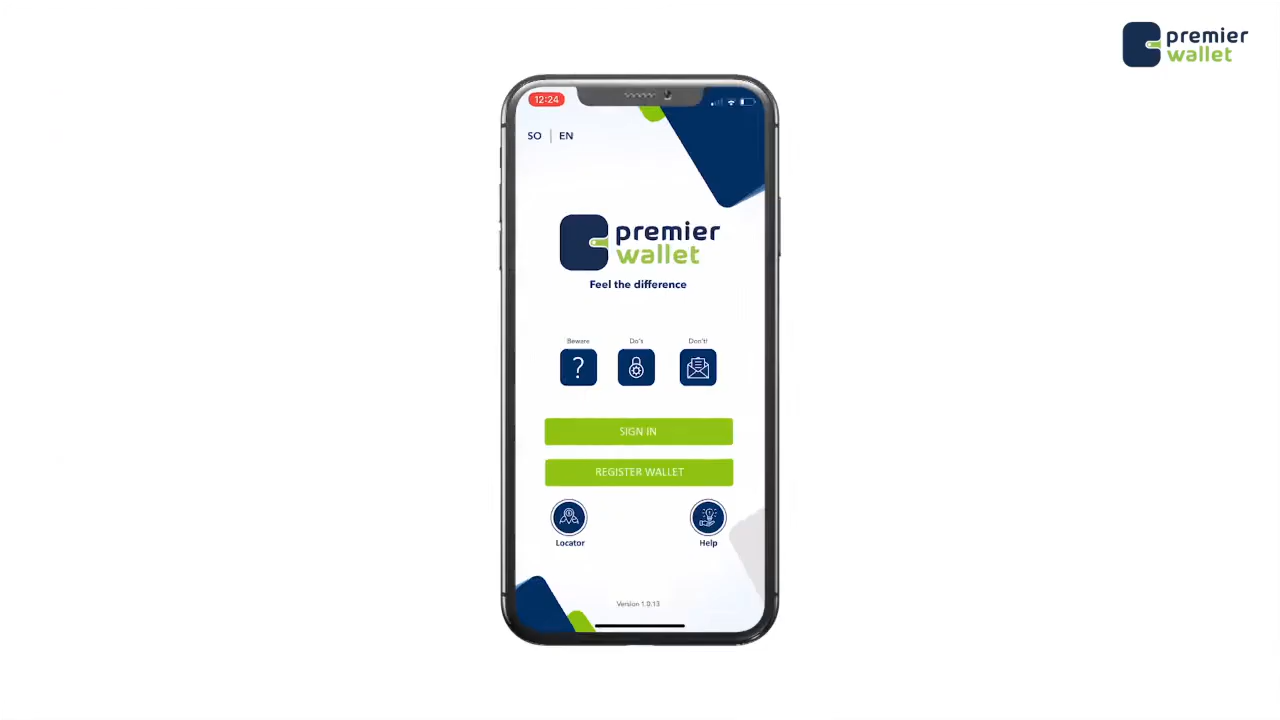 premier
wallet
12:24
SO | EN
premier
wallet
Feel the difference
Beware
Do's
Don't!
?
SIGN IN
REGISTER WALLET
Locator
Help
Version 1.0.13